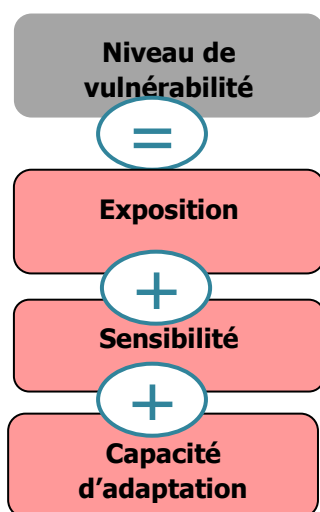 Niveau de
vulnérabilité
=
Exposition
+
Sensibilité
+
Capacité
d'adaptation